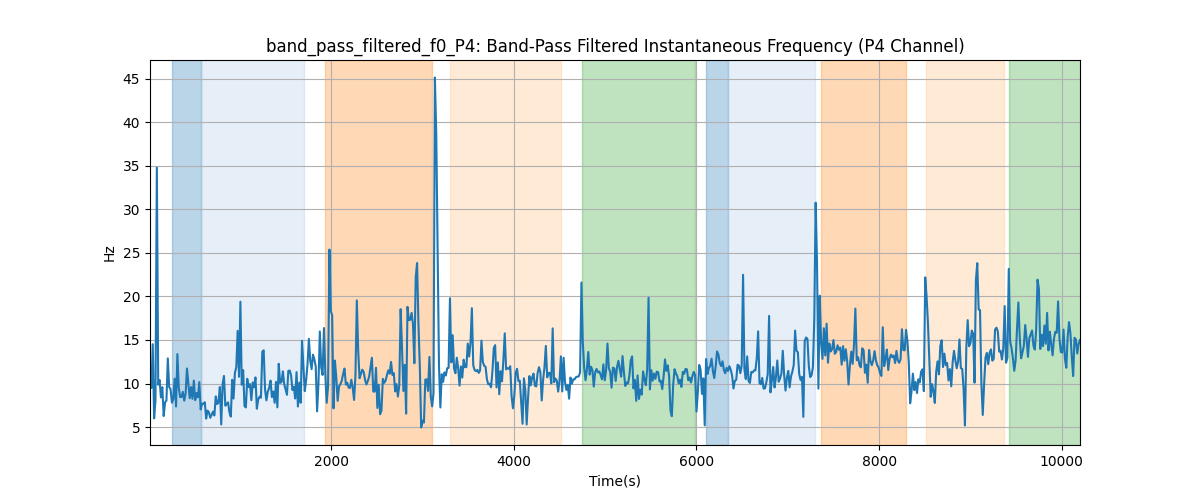 band_pass_filtered_f0_P4: Band-Pass Filtered Instantaneous Frequency (P4 Channel)
45
40
35
30
25
20
15
10
5
Hz
2000 4000 6000 8000 10000
Time(s)